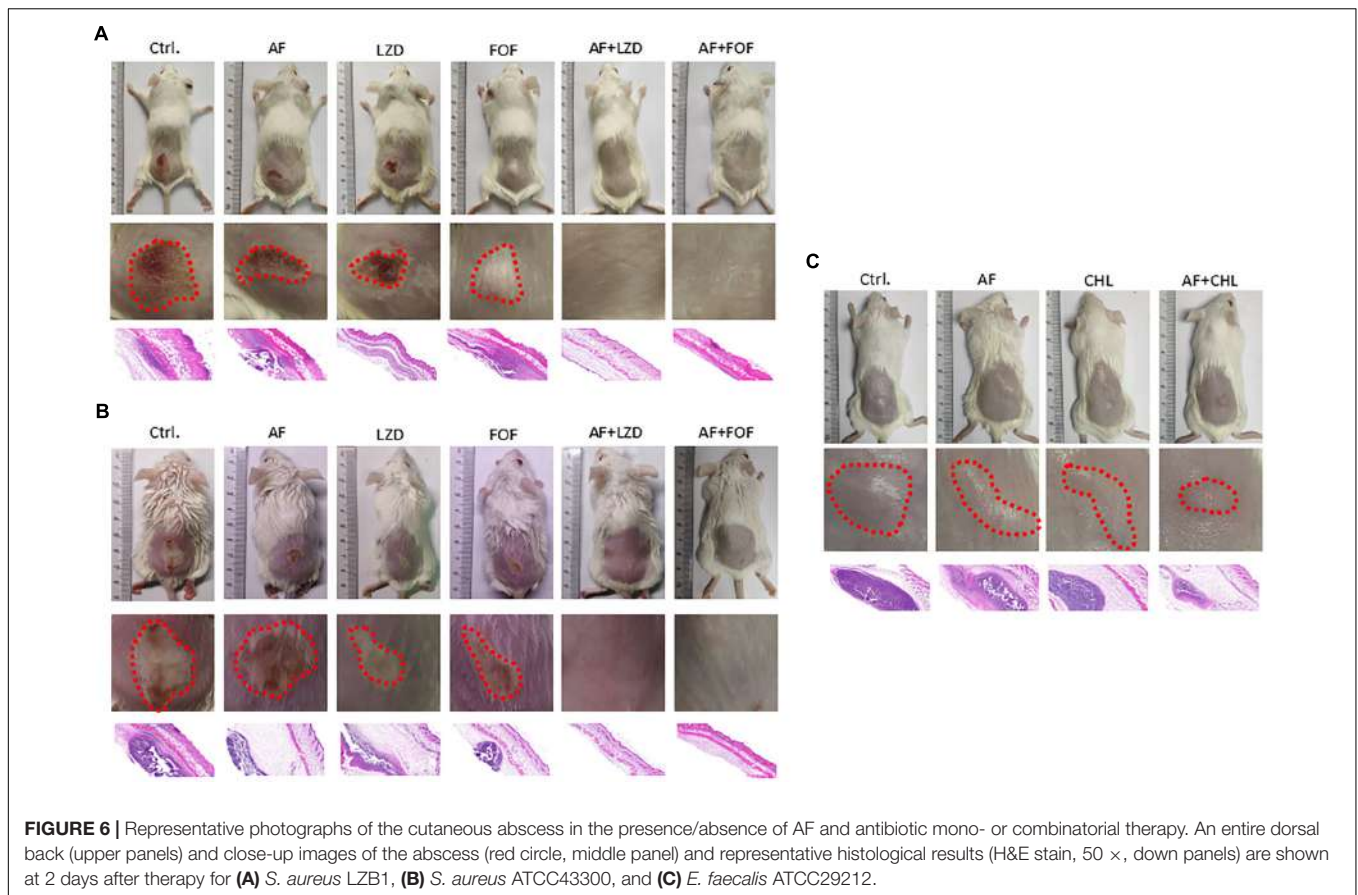 A
Ctrl. AF LZD FOF AF+LZD AF+FOF
B
Ctrl. AF LZD FOF AF+LZD AF+FOF
C
Ctrl. AF CHL AF+CHL
FIGURE 6 | Representative photographs of the cutaneous abscess in the presence/absence of AF and antibiotic mono- or combinatorial therapy. An entire dorsal
back (upper panels) and close-up images of the abscess (red circle, middle panel) and representative histological results (H&E stain, 50 ×, down panels) are shown
at 2 days after therapy for (A) S. aureus LZB1, (B) S. aureus ATCC43300, and (C) E. faecalis ATCC29212.